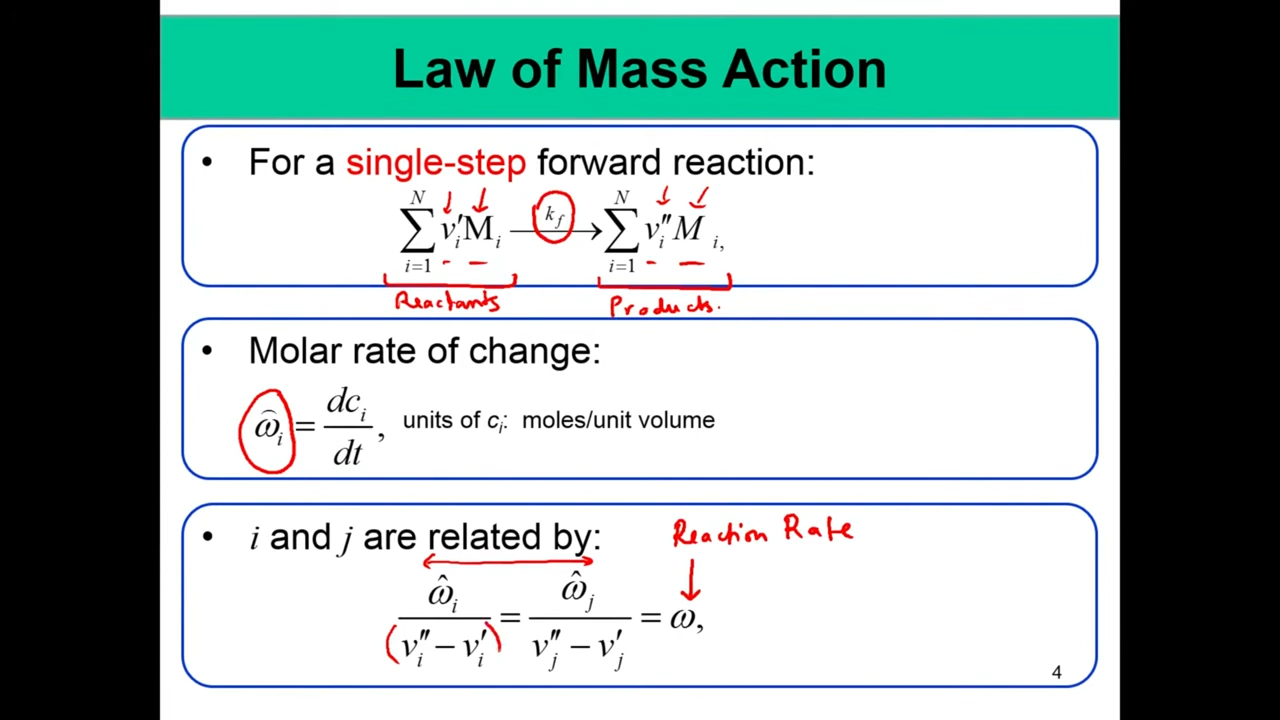 Law of Mass Action
• For a single-step forward reaction:
N ∑ i=1 ν′ᵢMᵢ —k_f→ N ∑ i=1 ν″ᵢM ᵢ,
Reactants Products.
• Molar rate of change:
ω̂ᵢ = dcᵢ/dt, units of cᵢ: moles/unit volume
• i and j are related by: Reaction Rate
ω̂ᵢ/(ν″ᵢ − ν′ᵢ) = ω̂ⱼ/ν″ⱼ − ν′ⱼ = ω,
4